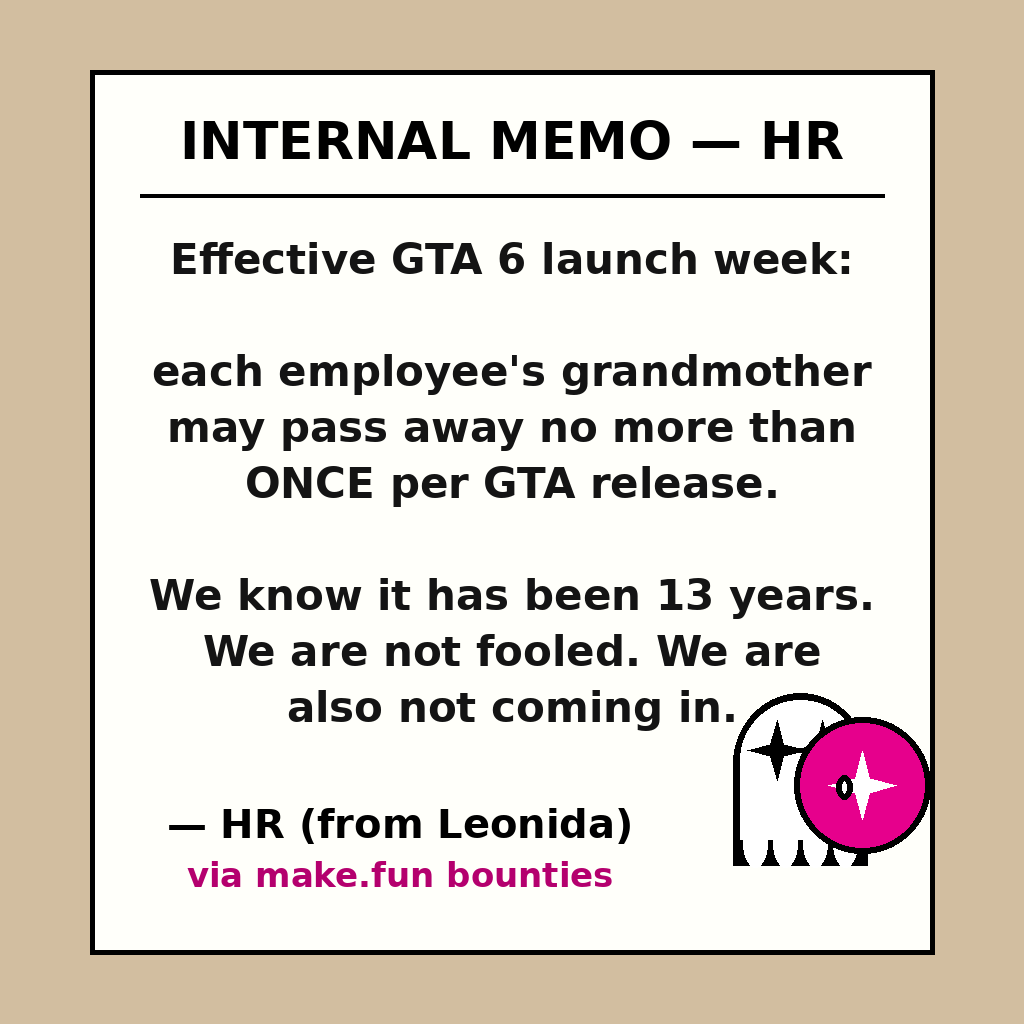 INTERNAL MEMO — HR
Effective GTA 6 launch week:
each employee's grandmother
may pass away no more than
ONCE per GTA release.
We know it has been 13 years.
We are not fooled. We are
also not coming in.
— HR (from Leonida)
via make.fun bounties